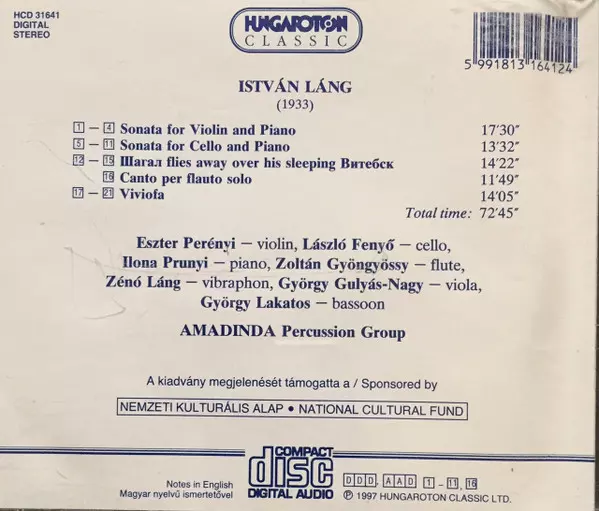 HCD 31641
DIGITAL
STEREO
HUNGAROTON
CLASSIC
5 991813 164124
ISTVÁN LÁNG
(1933)
1 – 4 Sonata for Violin and Piano 17'30"
5 – 11 Sonata for Cello and Piano 13'32"
12 – 15 Шагал flies away over his sleeping Витебск 14'22"
16 Canto per flauto solo 11'49"
17 – 21 Viviofa 14'05"
Total time: 72'45"
Eszter Perényi – violin, László Fenyő – cello,
Ilona Prunyi – piano, Zoltán Gyöngyössy – flute,
Zénó Láng – vibraphon, György Gulyás-Nagy – viola,
György Lakatos – bassoon
AMADINDA Percussion Group
A kiadvány megjelenését támogatta a / Sponsored by
NEMZETI KULTURÁLIS ALAP • NATIONAL CULTURAL FUND
Notes in English
Magyar nyelvű ismertetővel
COMPACT
disc
DIGITAL AUDIO
DDD, AAD 1 – 11, 16
℗ 1997 HUNGAROTON CLASSIC LTD.